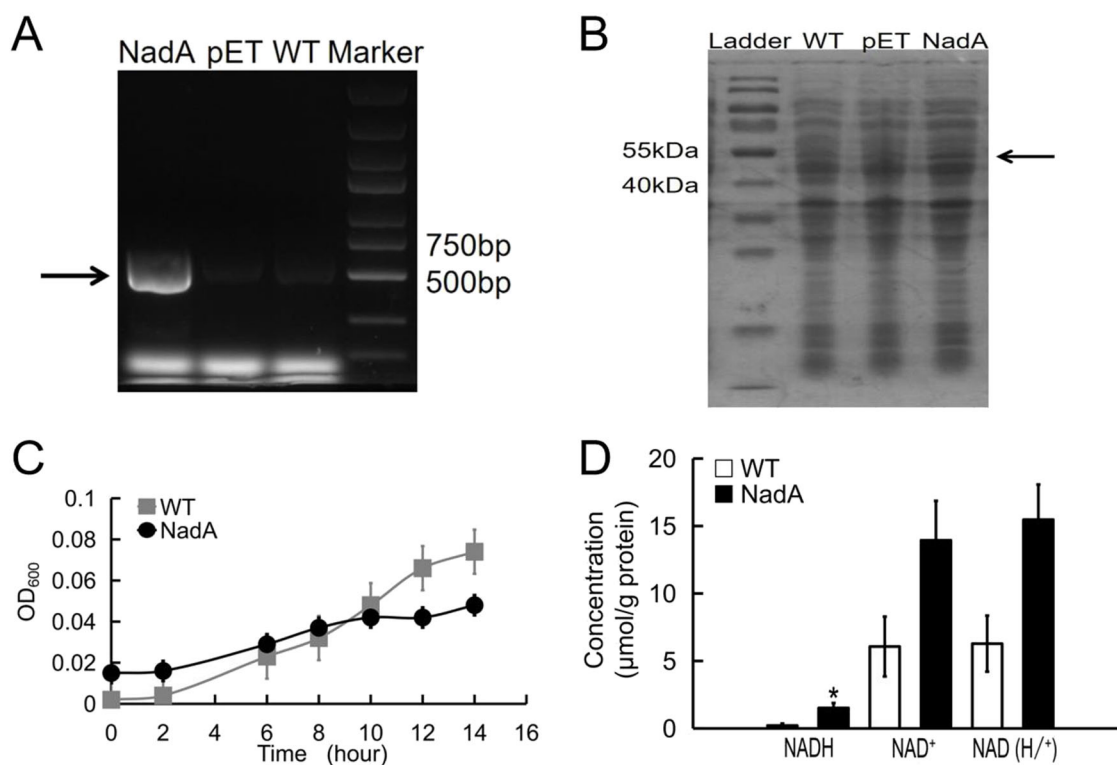 A
NadA pET WT Marker
750bp
500bp
B
Ladder WT pET NadA
55kDa
40kDa
C
0.1
0.08
0.06
0.04
0.02
0
OD600
WT
NadA
0 2 4 6 8 10 12 14 16
Time (hour)
D
20
15
10
5
0
Concentration
(μmol/g protein)
WT
NadA
*
NADH NAD⁺ NAD (H/⁺)